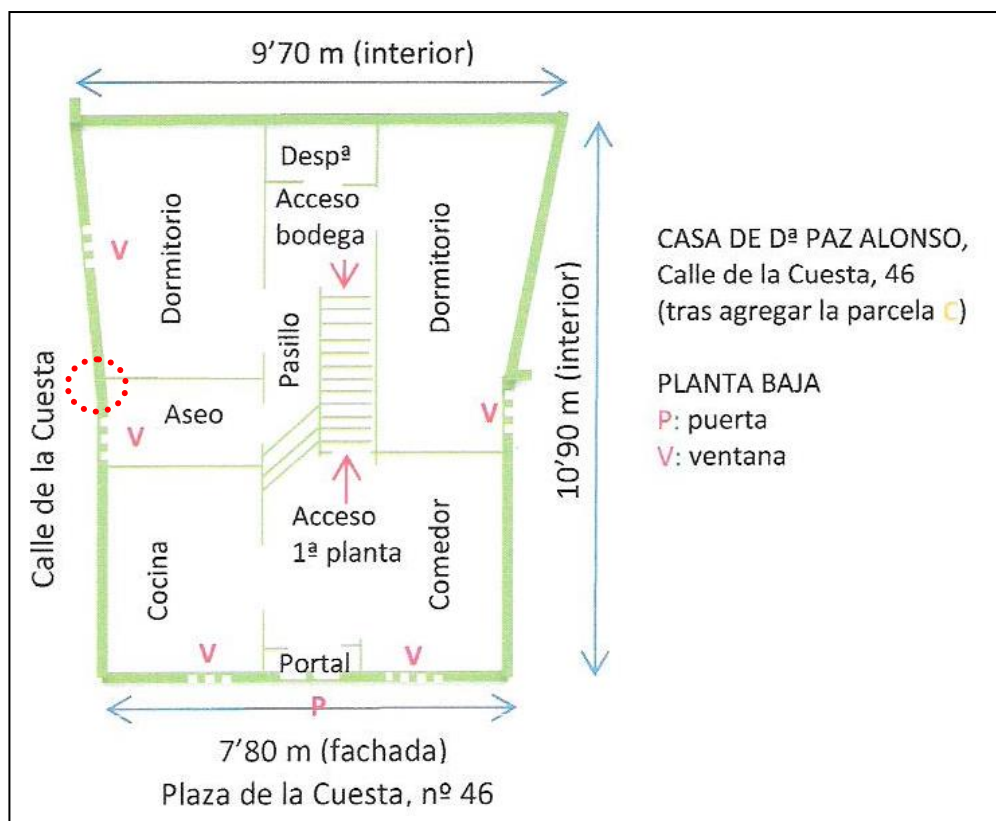 9’70 m (interior)
Despª
Acceso
bodega
Dormitorio
Dormitorio
V
Pasillo
CASA DE Dª PAZ ALONSO,
Calle de la Cuesta, 46
(tras agregar la parcela C)
PLANTA BAJA
P: puerta
V: ventana
10’90 m (interior)
Calle de la Cuesta
Aseo
V
V
Acceso
1ª planta
Cocina
Comedor
V
Portal
V
P
7’80 m (fachada)
Plaza de la Cuesta, nº 46